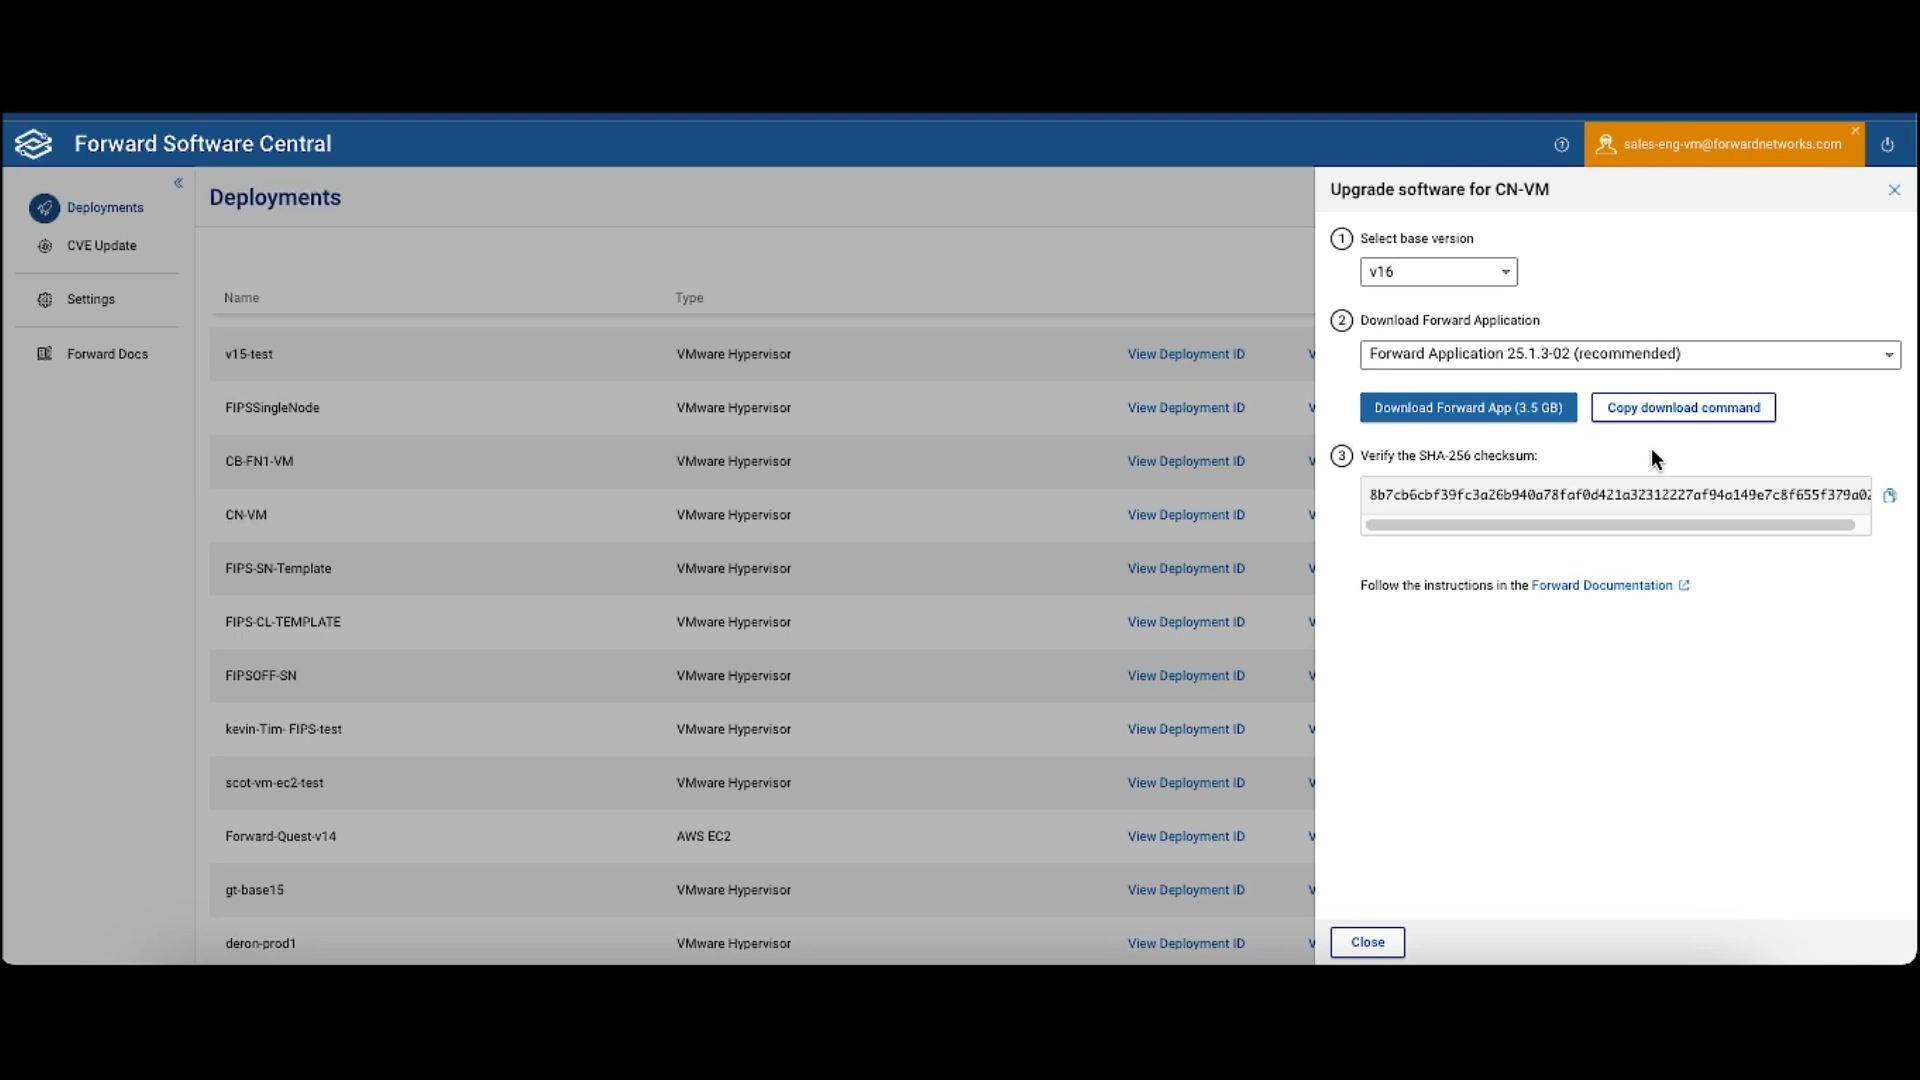 Forward Software Central
sales-eng-vm@forwardnetworks.com
Deployments
CVE Update
Settings
Forward Docs
Deployments
Name Type
v15-test VMware Hypervisor View Deployment ID V
FIPSSingleNode VMware Hypervisor View Deployment ID V
CB-FN1-VM VMware Hypervisor View Deployment ID V
CN-VM VMware Hypervisor View Deployment ID V
FIPS-SN-Template VMware Hypervisor View Deployment ID V
FIPS-CL-TEMPLATE VMware Hypervisor View Deployment ID V
FIPSOFF-SN VMware Hypervisor View Deployment ID V
kevin-Tim- FIPS-test VMware Hypervisor View Deployment ID V
scot-vm-ec2-test VMware Hypervisor View Deployment ID V
Forward-Quest-v14 AWS EC2 View Deployment ID V
gt-base15 VMware Hypervisor View Deployment ID V
deron-prod1 VMware Hypervisor View Deployment ID V
Upgrade software for CN-VM
1 Select base version
v16
2 Download Forward Application
Forward Application 25.1.3-02 (recommended)
Download Forward App (3.5 GB) Copy download command
3 Verify the SHA-256 checksum:
8b7cb6cbf39fc3a26b940a78faf0d421a32312227af94a149e7c8f655f379a02
Follow the instructions in the Forward Documentation
Close